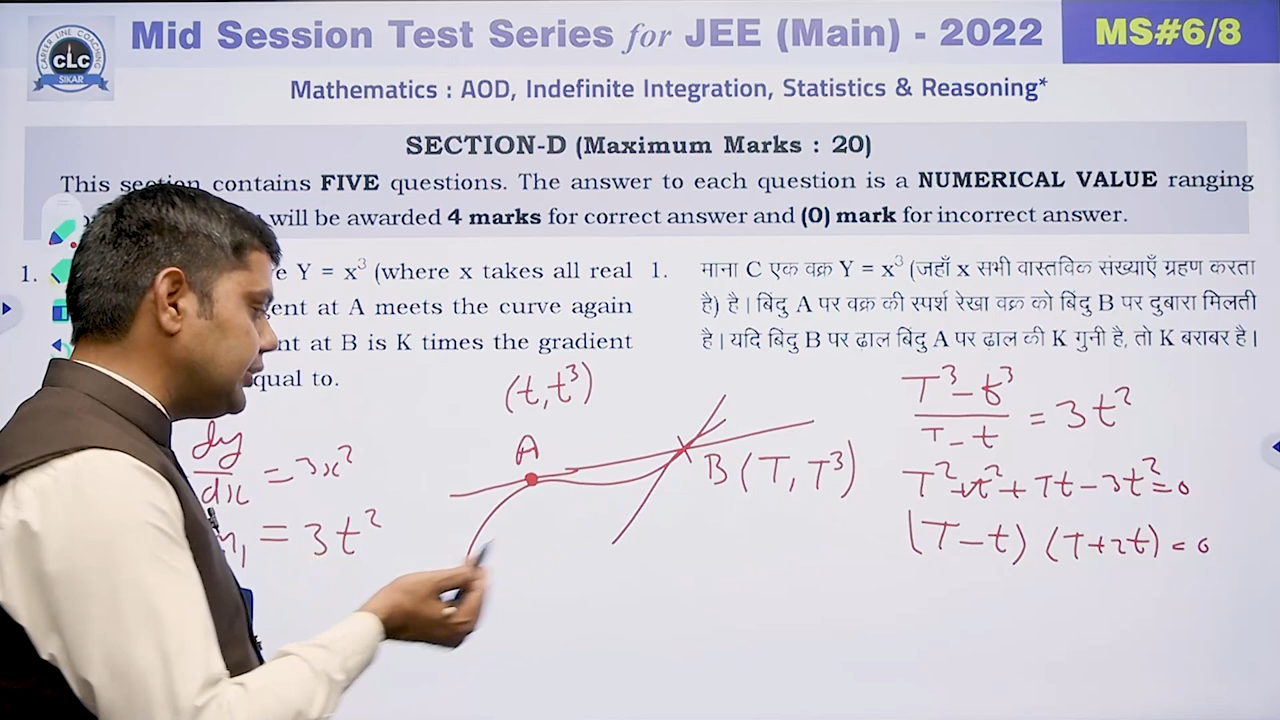 CAREER LINE COACHING
CLC
SIKAR
Mid Session Test Series for JEE (Main) - 2022
MS#6/8
Mathematics : AOD, Indefinite Integration, Statistics & Reasoning*
SECTION-D (Maximum Marks : 20)
This section contains FIVE questions. The answer to each question is a NUMERICAL VALUE ranging
will be awarded 4 marks for correct answer and (0) mark for incorrect answer.
1. Y = x³ (where x takes all real
at A meets the curve again
at B is K times the gradient
equal to.
1. माना C एक वक्र Y = x³ (जहाँ x सभी वास्तविक संख्याएँ ग्रहण करता
है) है। बिंदु A पर वक्र की स्पर्श रेखा वक्र को बिंदु B पर दुबारा मिलती
है। यदि बिदु B पर ढाल बिंदु A पर ढाल की K गुनी है, तो K बराबर है।
dy/dx = 3x²
m₁ = 3t²
(t, t³)
A
B (T, T³)
(T³ - t³)/(T - t) = 3t²
T² + t² + Tt - 3t² = 0
(T - t) (T + 2t) = 0